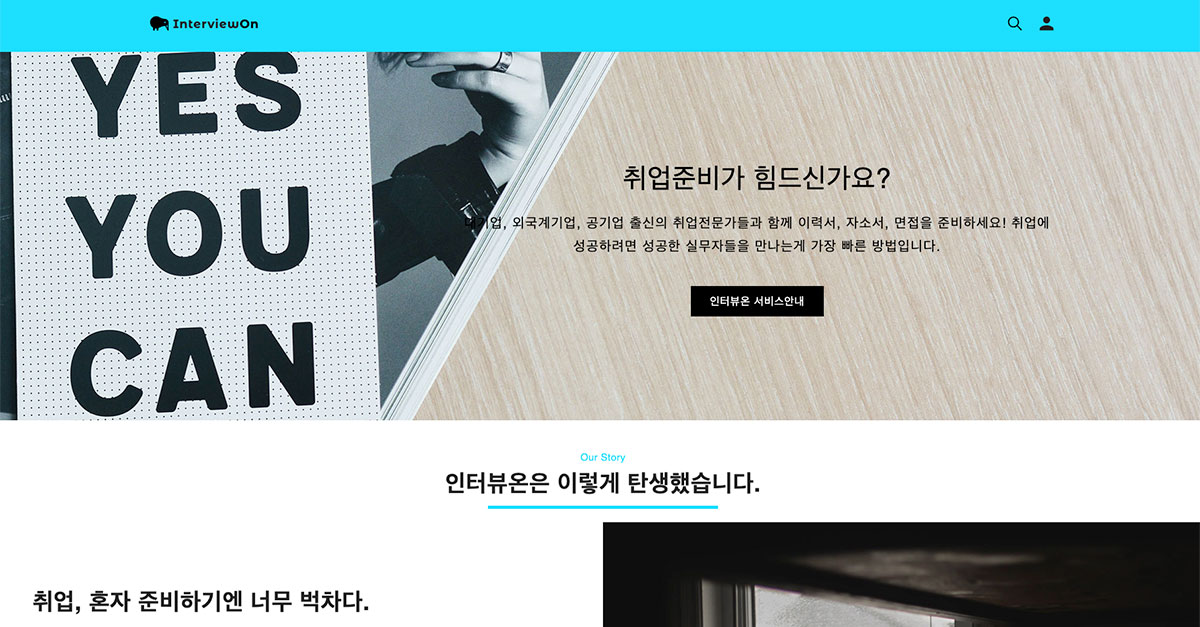 InterviewOn
YES
YOU
CAN
취업준비가 힘드신가요?
대기업, 외국계기업, 공기업 출신의 취업전문가들과 함께 이력서, 자소서, 면접을 준비하세요! 취업에
성공하려면 성공한 실무자들을 만나는게 가장 빠른 방법입니다.
인터뷰온 서비스안내
Our Story
인터뷰온은 이렇게 탄생했습니다.
취업, 혼자 준비하기엔 너무 벅차다.